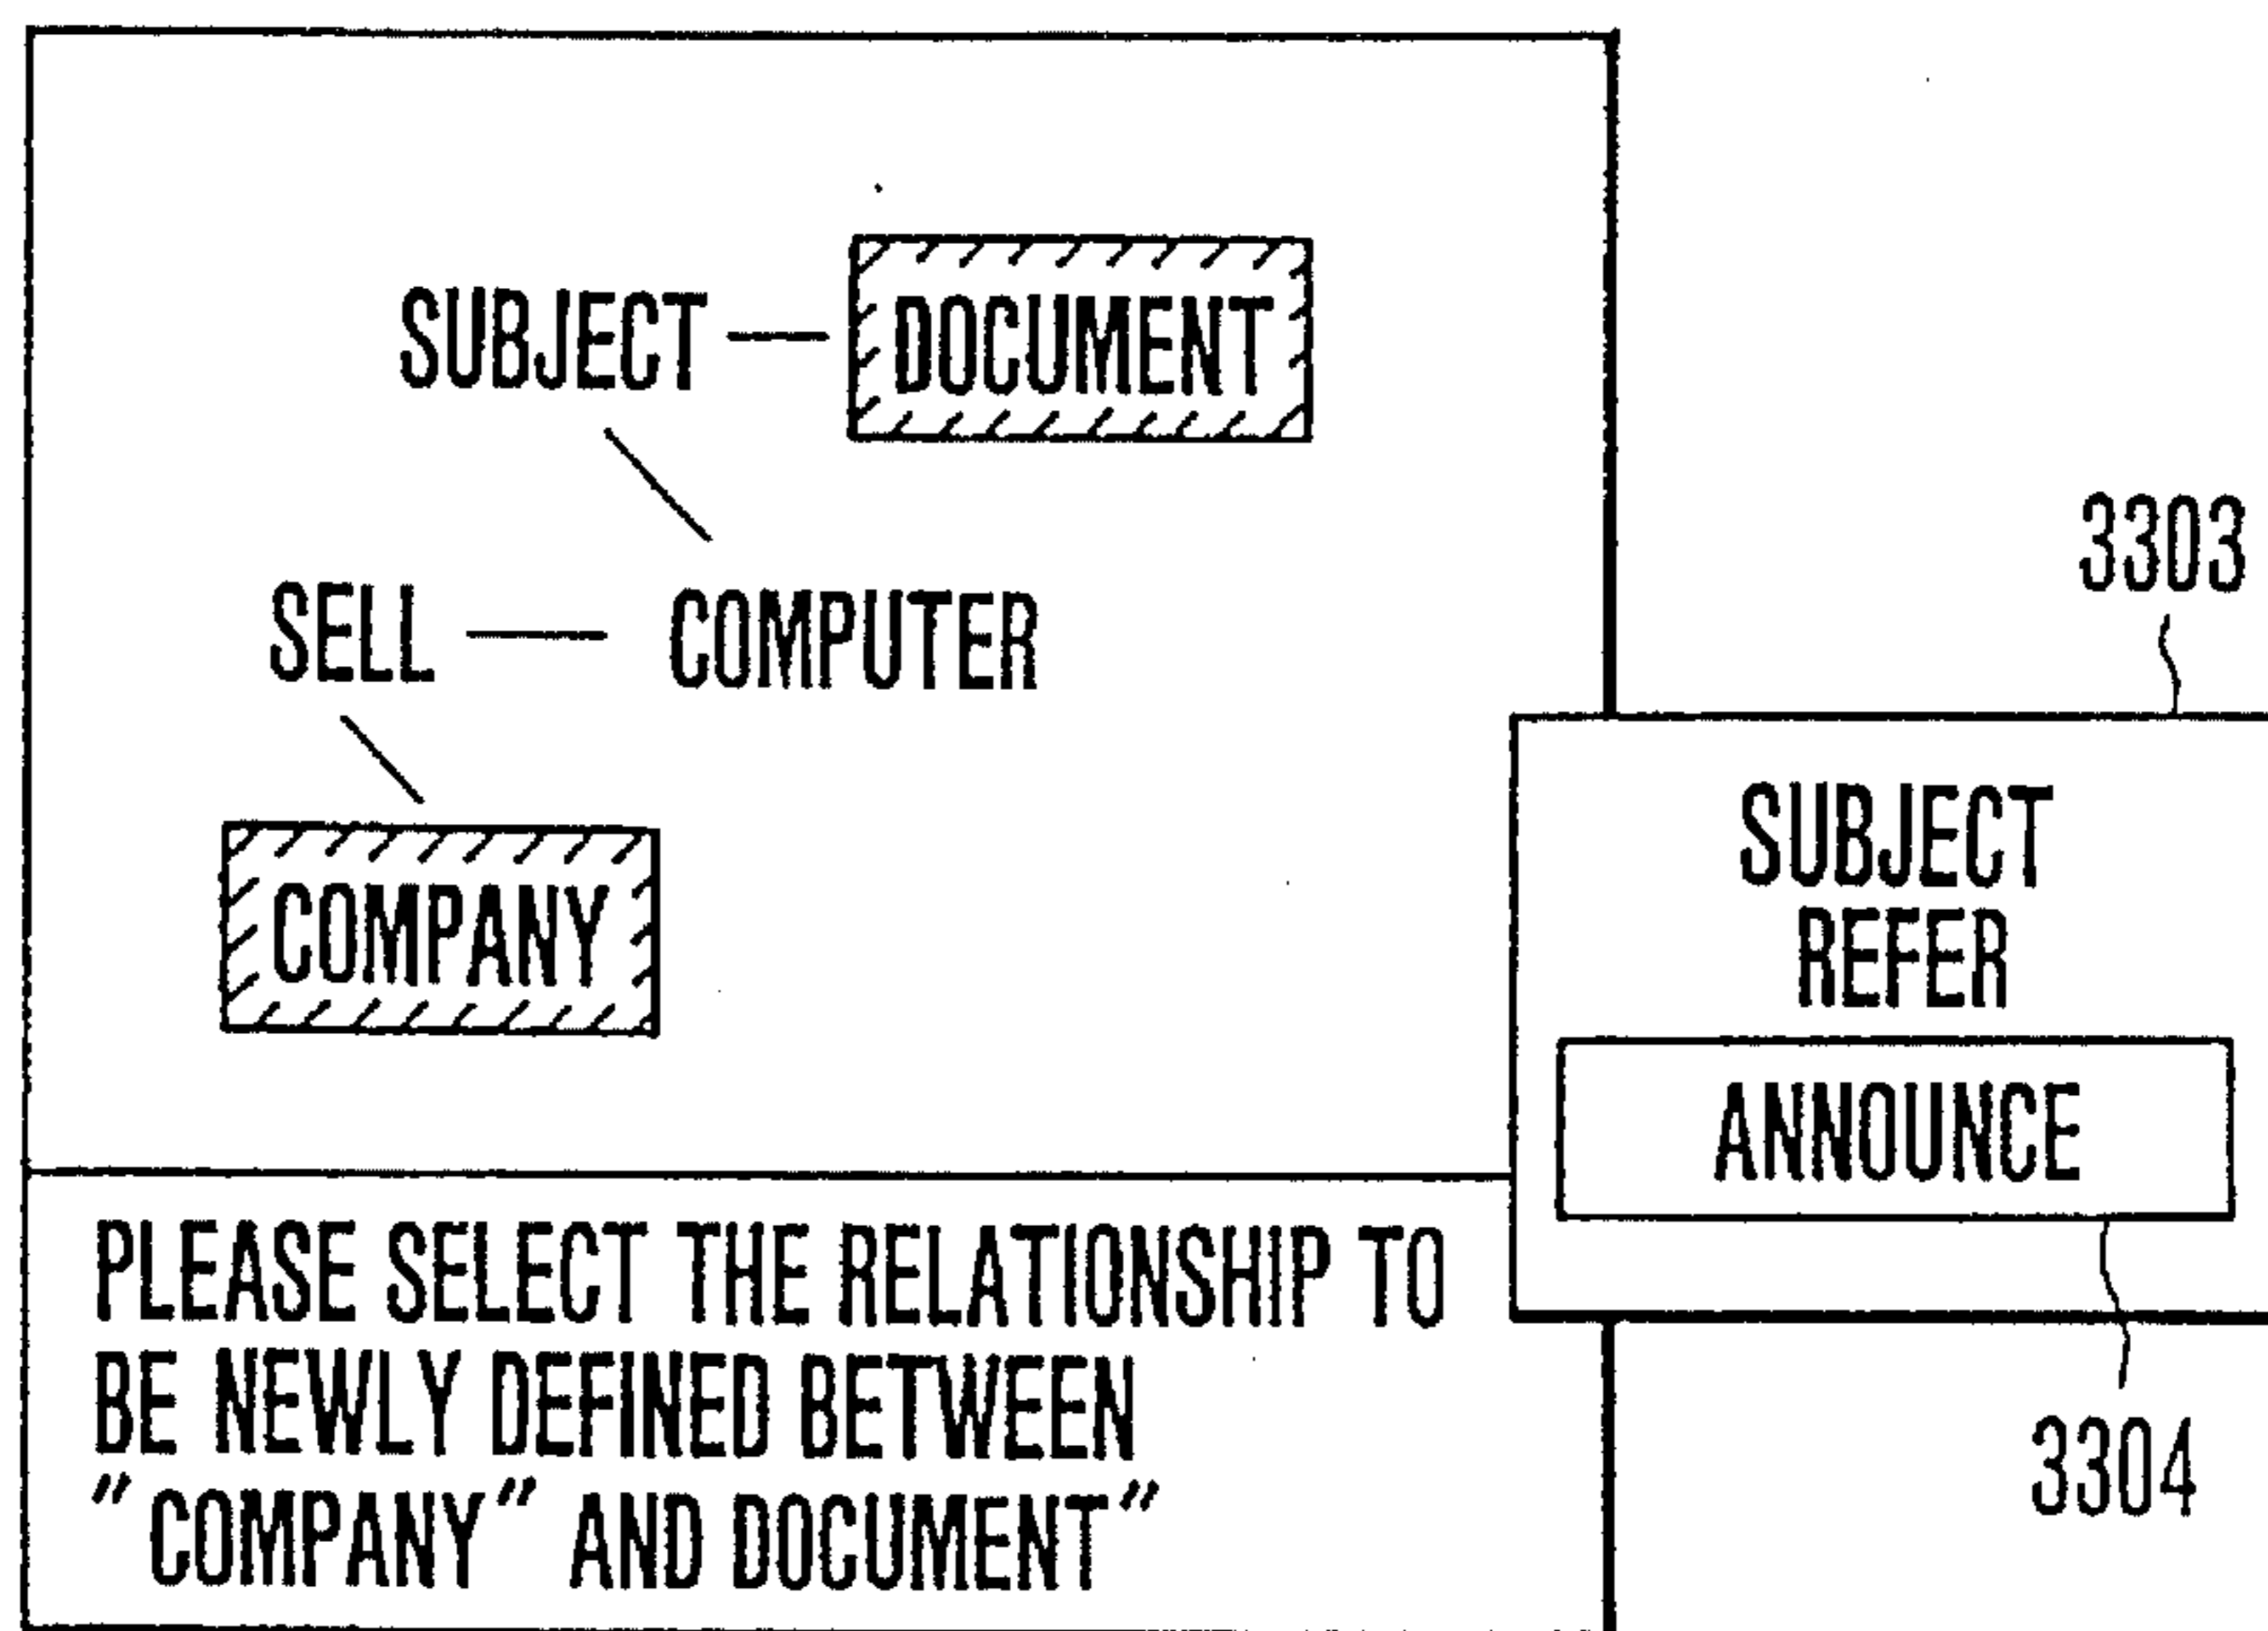 SUBJECT — DOCUMENT
SELL — COMPUTER
COMPANY
3303
SUBJECT
REFER
ANNOUNCE
3304
PLEASE SELECT THE RELATIONSHIP TO
BE NEWLY DEFINED BETWEEN
"COMPANY" AND DOCUMENT"